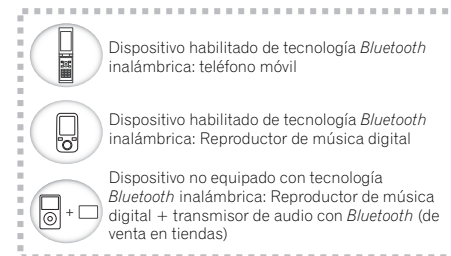 Dispositivo habilitado de tecnología Bluetooth
inalámbrica: teléfono móvil
Dispositivo habilitado de tecnología Bluetooth
inalámbrica: Reproductor de música digital
Dispositivo no equipado con tecnología
Bluetooth inalámbrica: Reproductor de música
digital + transmisor de audio con Bluetooth (de
venta en tiendas)
+